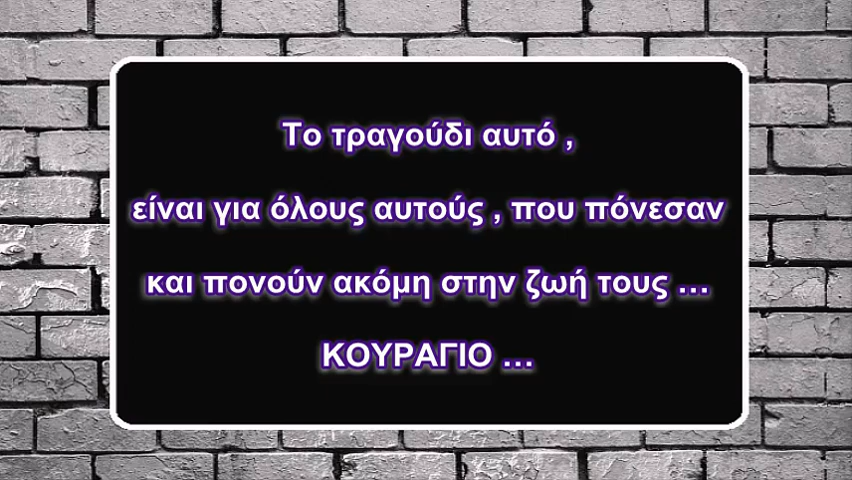 Το τραγούδι αυτό ,
είναι για όλους αυτούς , που πόνεσαν
και πονούν ακόμη στην ζωή τους ...
ΚΟΥΡΑΓΙΟ ...